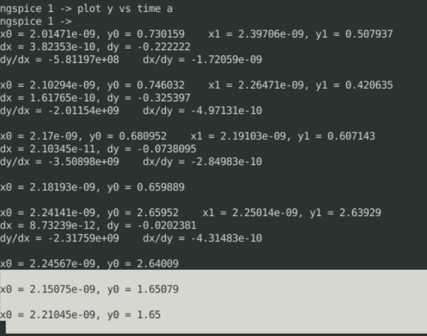 ngspice 1 -> plot y vs time a
ngspice 1 ->
x0 = 2.01471e-09, y0 = 0.730159    x1 = 2.39706e-09, y1 = 0.507937
dx = 3.82353e-10, dy = -0.222222
dy/dx = -5.81197e+08    dx/dy = -1.72059e-09
x0 = 2.10294e-09, y0 = 0.746032    x1 = 2.26471e-09, y1 = 0.420635
dx = 1.61765e-10, dy = -0.325397
dy/dx = -2.01154e+09    dx/dy = -4.97131e-10
x0 = 2.17e-09, y0 = 0.680952    x1 = 2.19103e-09, y1 = 0.607143
dx = 2.10345e-11, dy = -0.0738095
dy/dx = -3.50898e+09    dx/dy = -2.84983e-10
x0 = 2.18193e-09, y0 = 0.659889
x0 = 2.24141e-09, y0 = 2.65952    x1 = 2.25014e-09, y1 = 2.63929
dx = 8.73239e-12, dy = -0.0202381
dy/dx = -2.31759e+09    dx/dy = -4.31483e-10
x0 = 2.24567e-09, y0 = 2.64009
x0 = 2.15075e-09, y0 = 1.65079
x0 = 2.21045e-09, y0 = 1.65